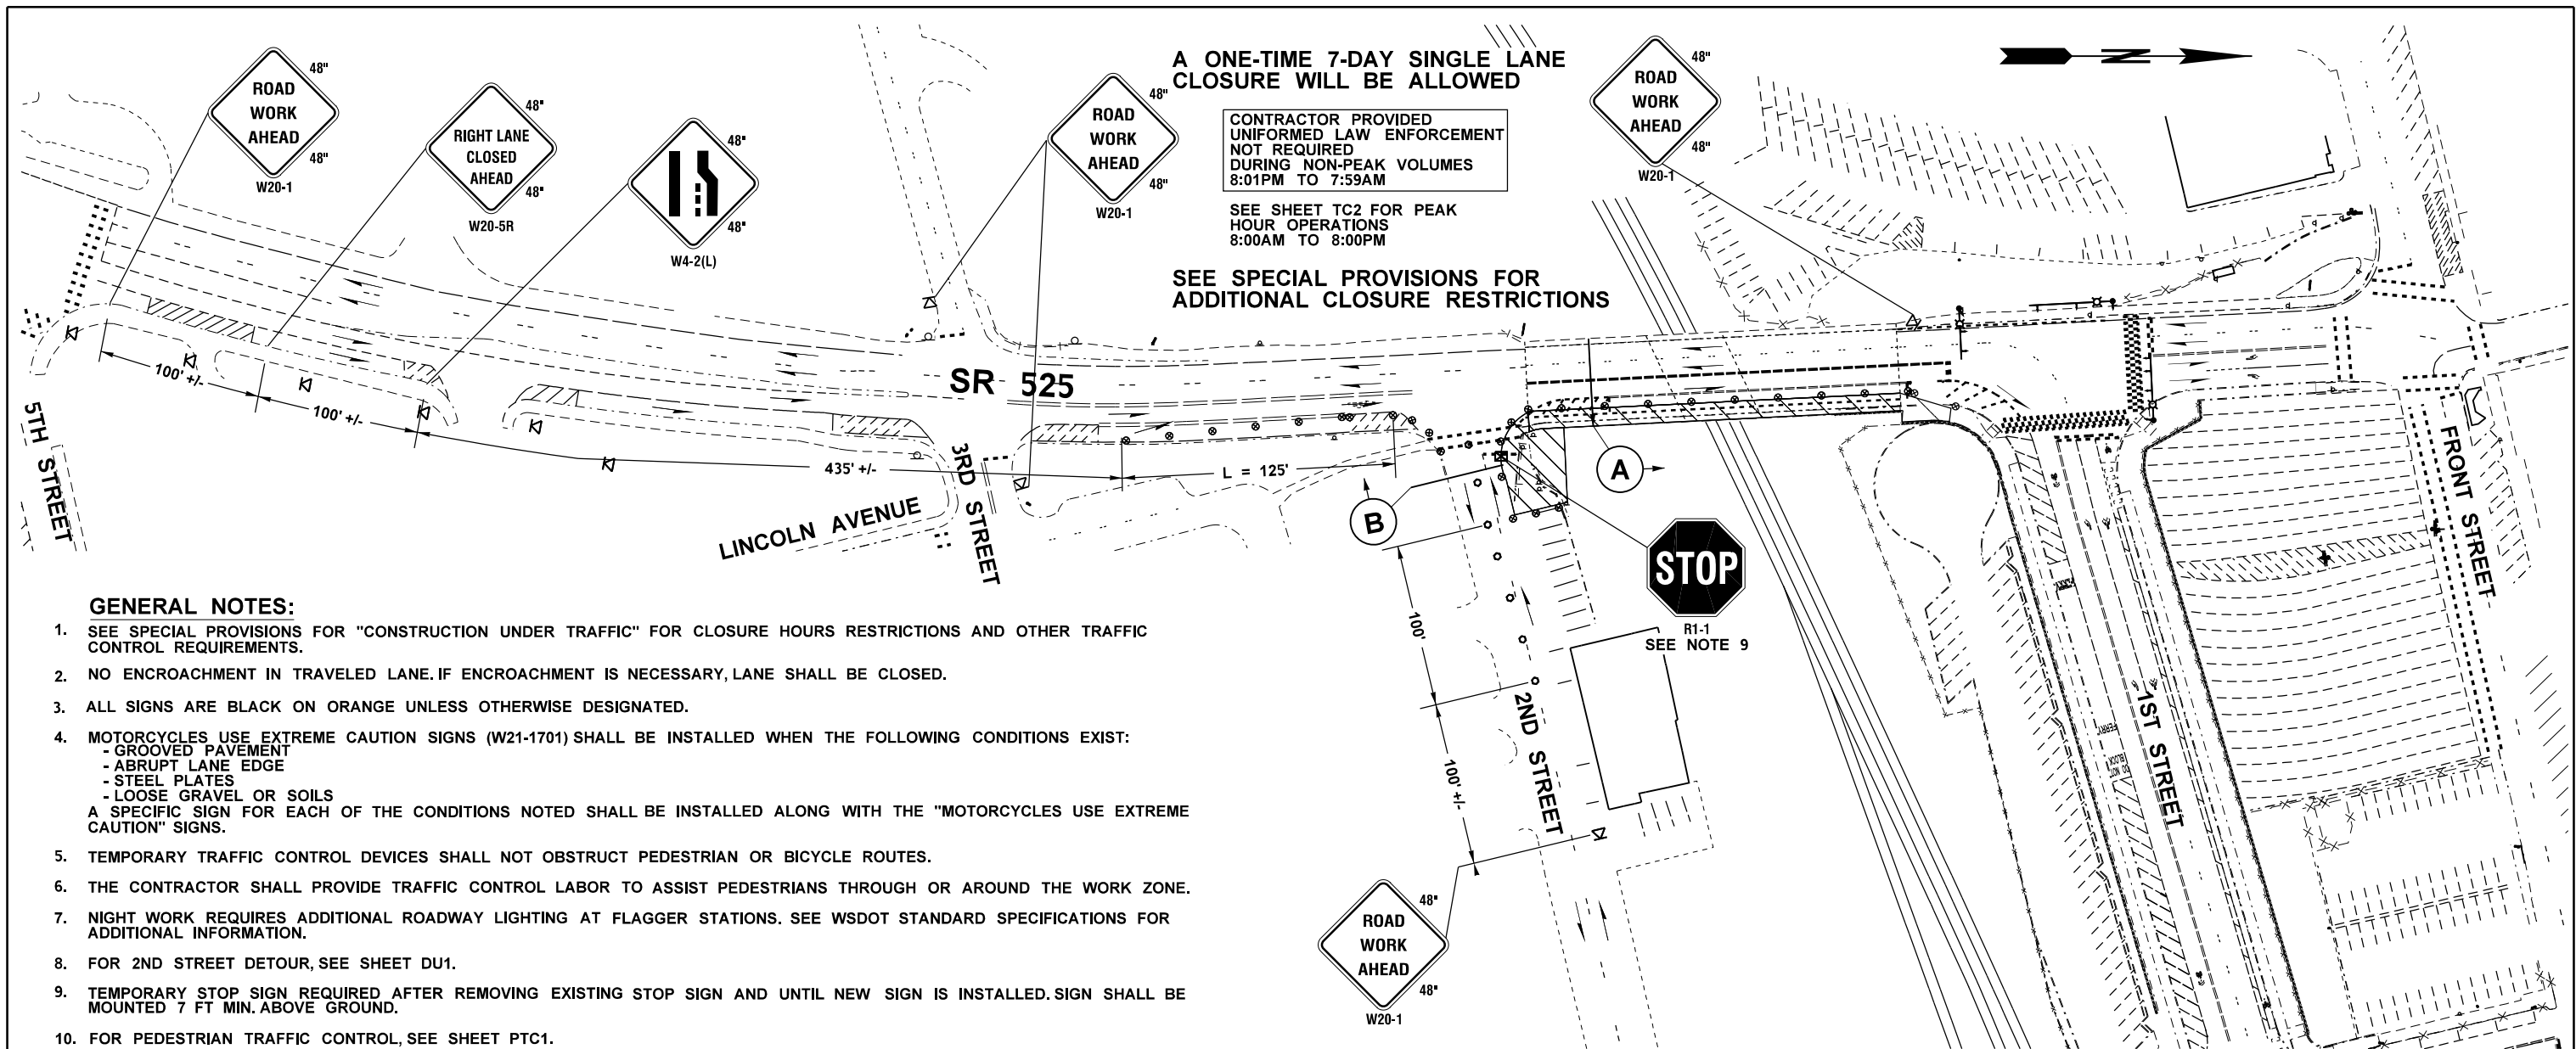 A ONE-TIME 7-DAY SINGLE LANE
CLOSURE WILL BE ALLOWED
CONTRACTOR PROVIDED
UNIFORMED LAW ENFORCEMENT
NOT REQUIRED
DURING NON-PEAK VOLUMES
8:01PM TO 7:59AM
SEE SHEET TC2 FOR PEAK
HOUR OPERATIONS
8:00AM TO 8:00PM
SEE SPECIAL PROVISIONS FOR
ADDITIONAL CLOSURE RESTRICTIONS
ROAD
WORK
AHEAD
48"
48"
W20-1
RIGHT LANE
CLOSED
AHEAD
48"
48"
W20-5R
48"
48"
W4-2(L)
ROAD
WORK
AHEAD
48"
48"
W20-1
ROAD
WORK
AHEAD
48"
48"
W20-1
N
5TH STREET
100' +/-
100' +/-
435' +/-
L = 125'
SR 525
LINCOLN AVENUE
3RD STREET
A
B
STOP
R1-1
SEE NOTE 9
100'
100' +/-
2ND STREET
1ST STREET
FRONT STREET
FERRY
DO NOT
BLOCK
ROAD
WORK
AHEAD
48"
48"
W20-1
GENERAL NOTES:
1. SEE SPECIAL PROVISIONS FOR "CONSTRUCTION UNDER TRAFFIC" FOR CLOSURE HOURS RESTRICTIONS AND OTHER TRAFFIC
CONTROL REQUIREMENTS.
2. NO ENCROACHMENT IN TRAVELED LANE. IF ENCROACHMENT IS NECESSARY, LANE SHALL BE CLOSED.
3. ALL SIGNS ARE BLACK ON ORANGE UNLESS OTHERWISE DESIGNATED.
4. MOTORCYCLES USE EXTREME CAUTION SIGNS (W21-1701) SHALL BE INSTALLED WHEN THE FOLLOWING CONDITIONS EXIST:
- GROOVED PAVEMENT
- ABRUPT LANE EDGE
- STEEL PLATES
- LOOSE GRAVEL OR SOILS
A SPECIFIC SIGN FOR EACH OF THE CONDITIONS NOTED SHALL BE INSTALLED ALONG WITH THE "MOTORCYCLES USE EXTREME
CAUTION" SIGNS.
5. TEMPORARY TRAFFIC CONTROL DEVICES SHALL NOT OBSTRUCT PEDESTRIAN OR BICYCLE ROUTES.
6. THE CONTRACTOR SHALL PROVIDE TRAFFIC CONTROL LABOR TO ASSIST PEDESTRIANS THROUGH OR AROUND THE WORK ZONE.
7. NIGHT WORK REQUIRES ADDITIONAL ROADWAY LIGHTING AT FLAGGER STATIONS. SEE WSDOT STANDARD SPECIFICATIONS FOR
ADDITIONAL INFORMATION.
8. FOR 2ND STREET DETOUR, SEE SHEET DU1.
9. TEMPORARY STOP SIGN REQUIRED AFTER REMOVING EXISTING STOP SIGN AND UNTIL NEW SIGN IS INSTALLED. SIGN SHALL BE
MOUNTED 7 FT MIN. ABOVE GROUND.
10. FOR PEDESTRIAN TRAFFIC CONTROL, SEE SHEET PTC1.